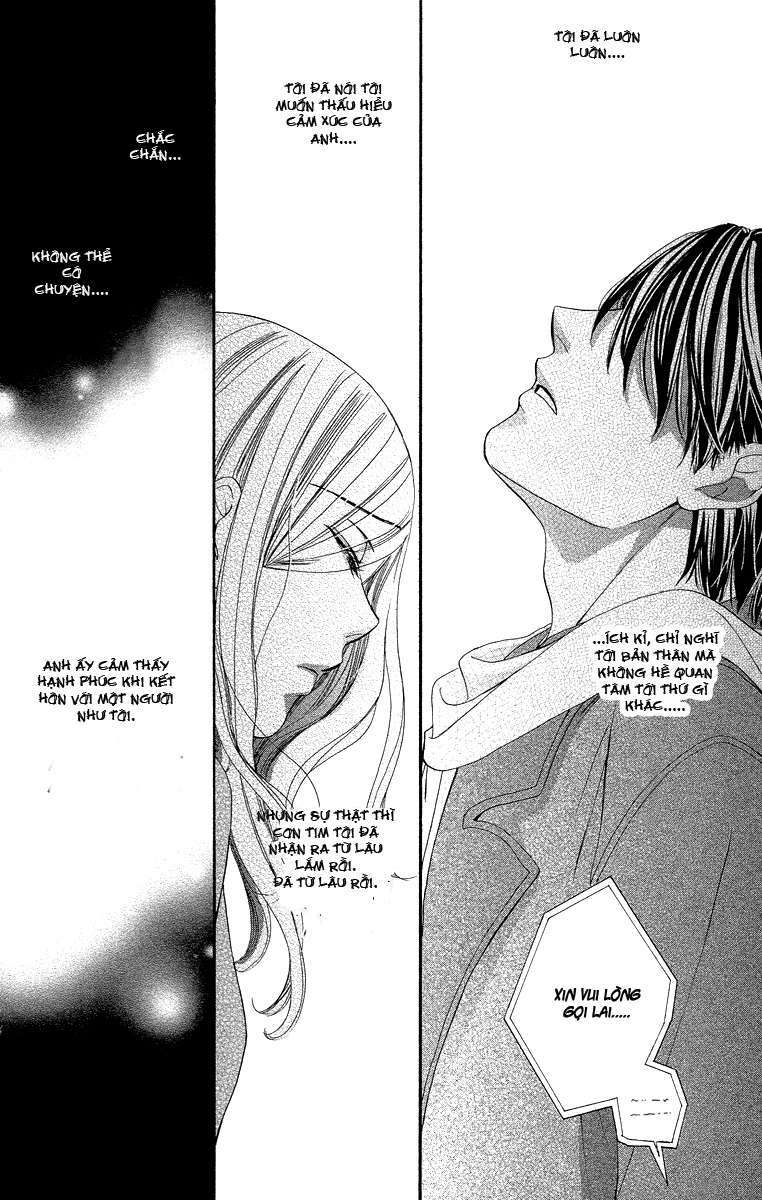 TÔI ĐÃ LUÔN
LUÔN....
...ÍCH KỈ, CHỈ NGHĨ
TỚI BẢN THÂN MÀ
KHÔNG HỀ QUAN
TÂM TỚI THỨ GÌ
KHÁC.....
XIN VUI LÒNG
GỌI LẠI.....
TÔI ĐÃ NÓI TÔI
MUỐN THẤU HIỂU
CẢM XÚC CỦA
ANH....
NHƯNG SỰ THẬT THÌ
CON TIM TÔI ĐÃ
NHẬN RA TỪ LÂU
LẮM RỒI.
ĐÃ TỪ LÂU RỒI.
CHẮC
CHẮN...
KHÔNG THỂ
CÓ
CHUYỆN....
ANH ẤY CẢM THẤY
HẠNH PHÚC KHI KẾT
HÔN VỚI MỘT NGƯỜI
NHƯ TÔI.